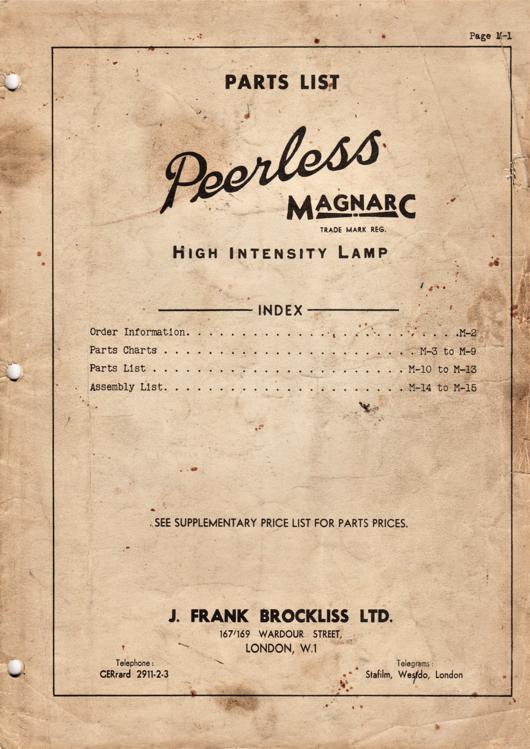 Page M-1
PARTS LIST
Peerless
MAGNARC
TRADE MARK REG.
HIGH INTENSITY LAMP
INDEX
Order Information. . . . . . . . . . . . . . . . . . . . . . . .M-2
Parts Charts . . . . . . . . . . . . . . . . . . . . . . M-3 to M-9
Parts List . . . . . . . . . . . . . . . . . . . . . . M-10 to M-13
Assembly List. . . . . . . . . . . . . . . . . . . . . M-14 to M-15
SEE SUPPLEMENTARY PRICE LIST FOR PARTS PRICES.
J. FRANK BROCKLISS LTD.
167/169 WARDOUR STREET,
LONDON, W.1
Telephone :
GERrard 2911-2-3
Telegrams :
Stafilm, Wesdo, London